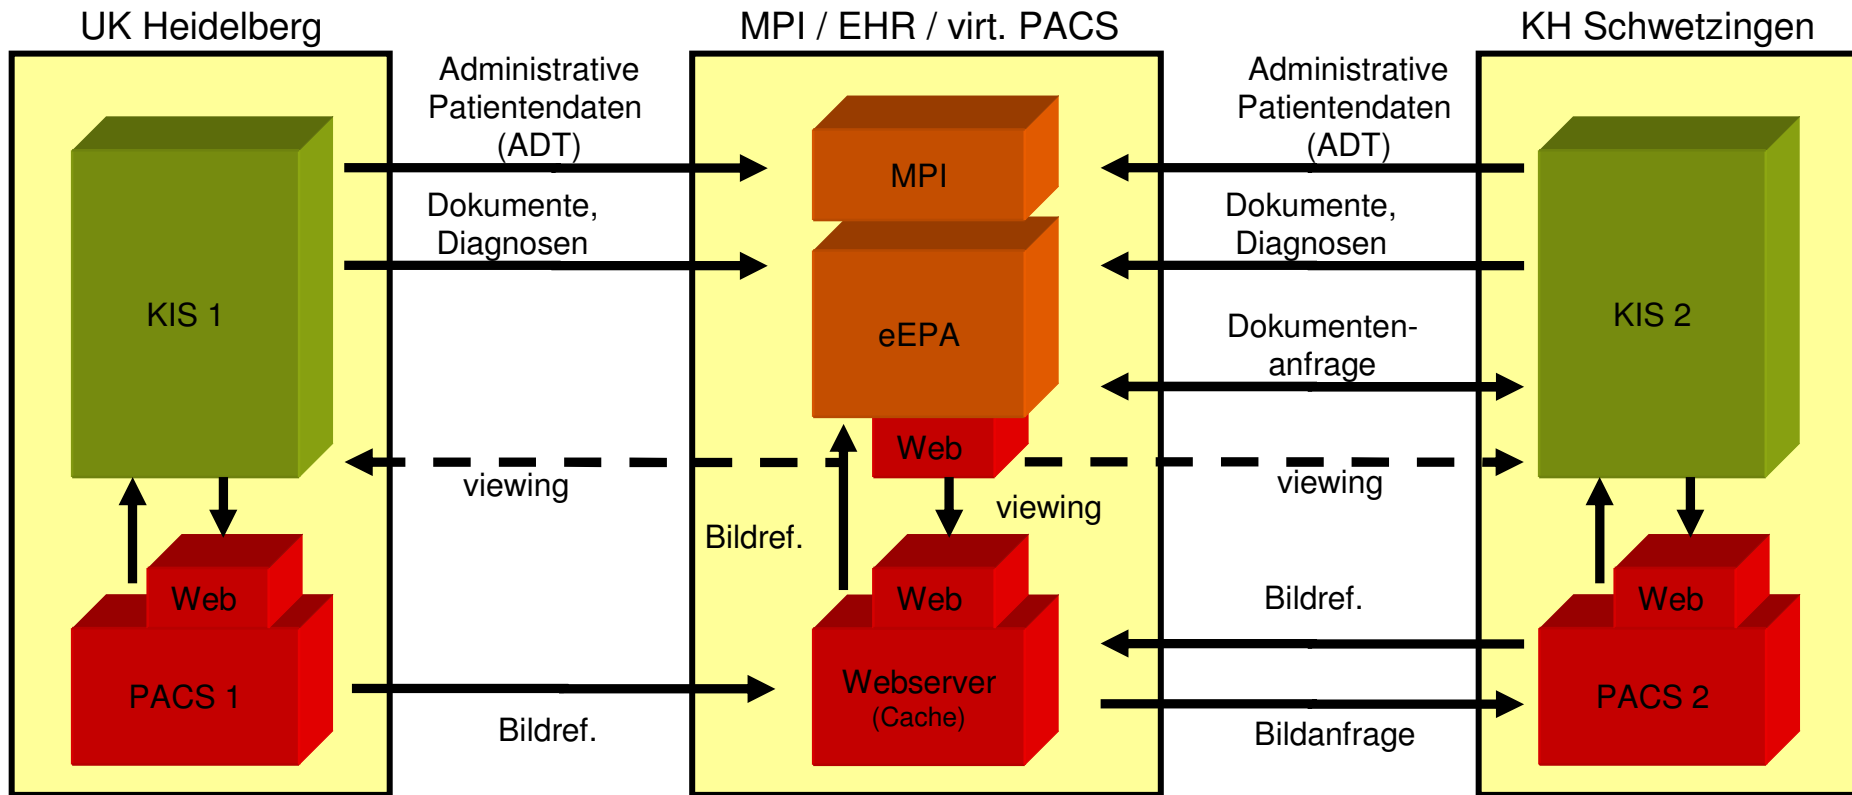 UK Heidelberg
MPI / EHR / virt. PACS
KH Schwetzingen
Administrative
Patientendaten
(ADT)
Administrative
Patientendaten
(ADT)
MPI
Dokumente,
Diagnosen
Dokumente,
Diagnosen
KIS 1
eEPA
Dokumenten-
anfrage
KIS 2
Web
viewing
viewing
viewing
Bildref.
Web
Web
Bildref.
Web
PACS 1
Webserver
(Cache)
PACS 2
Bildref.
Bildanfrage